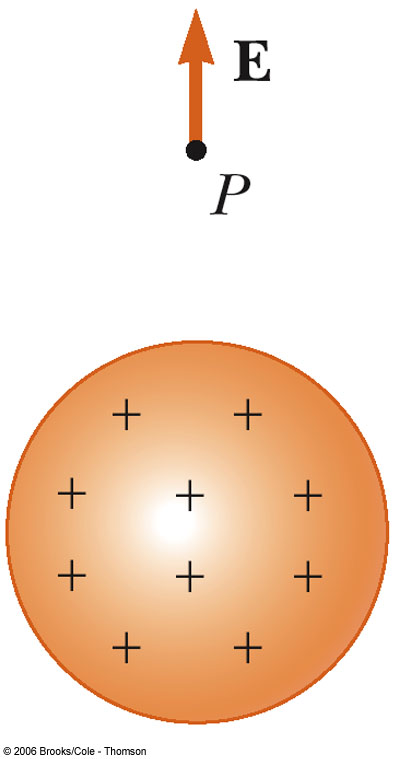 E
P
+ +
+ + +
+ + +
+ +
© 2006 Brooks/Cole - Thomson